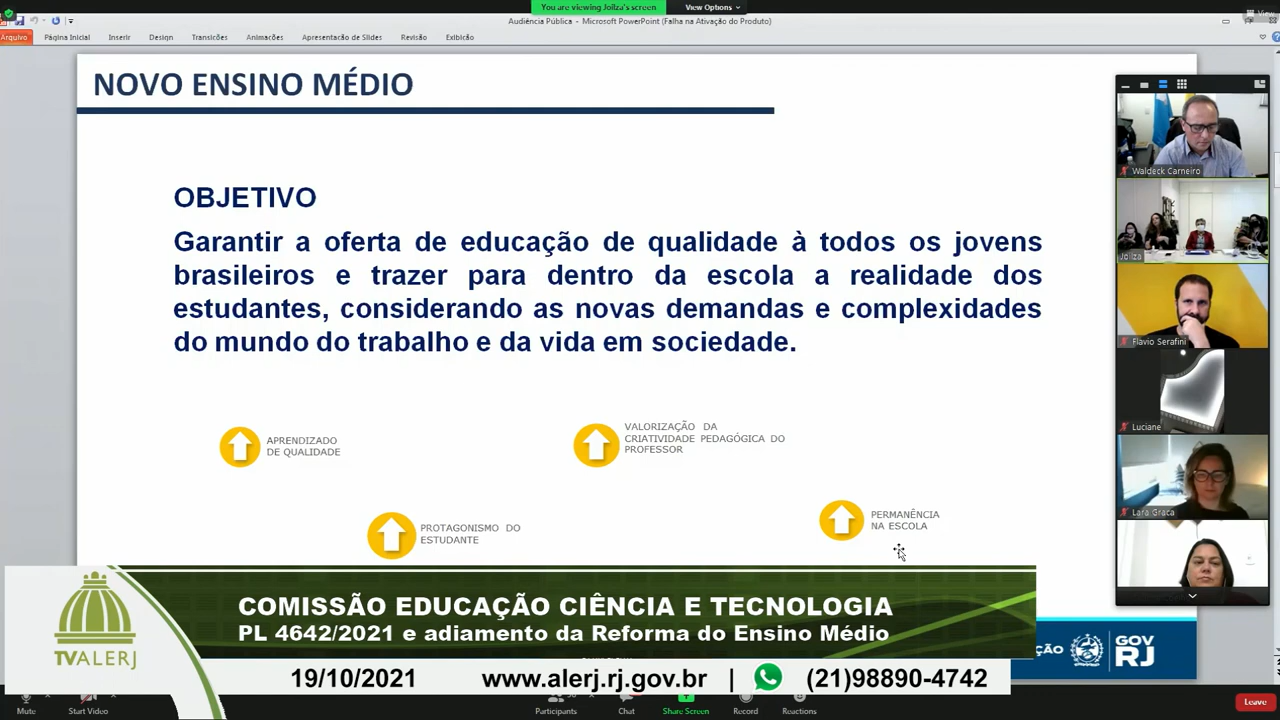 You are viewing Joilza's screen
View Options
View
Audiência Pública - Microsoft PowerPoint (Falha na Ativação do Produto)
Arquivo
Página Inicial
Inserir
Design
Transições
Animações
Apresentação de Slides
Revisão
Exibição
NOVO ENSINO MÉDIO
OBJETIVO
Garantir a oferta de educação de qualidade à todos os jovens
brasileiros e trazer para dentro da escola a realidade dos
estudantes, considerando as novas demandas e complexidades
do mundo do trabalho e da vida em sociedade.
APRENDIZADO
DE QUALIDADE
VALORIZAÇÃO DA
CRIATIVIDADE PEDAGÓGICA DO
PROFESSOR
PROTAGONISMO DO
ESTUDANTE
PERMANÊNCIA
NA ESCOLA
Waldeck Carneiro
Joilza
Flavio Serafini
Luciane
Lara Graça
COMISSÃO EDUCAÇÃO CIÊNCIA E TECNOLOGIA
PL 4642/2021 e adiamento da Reforma do Ensino Médio
TVALERJ
19/10/2021
www.alerj.rj.gov.br | (21)98890-4742
GOV
RJ
Mute
Start Video
Participants
Chat
Share Screen
Record
Reactions
Leave